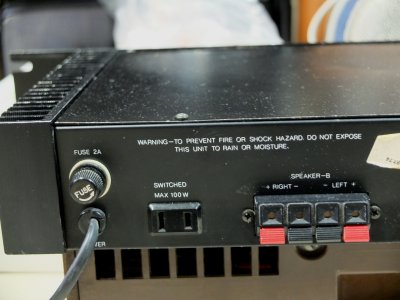 WARNING—TO PREVENT FIRE OR SHOCK HAZARD, DO NOT EXPOSE
THIS UNIT TO RAIN OR MOISTURE.
FUSE 2A
FUSE
SWITCHED
MAX 100W
SPEAKER-B
+ RIGHT - - LEFT +